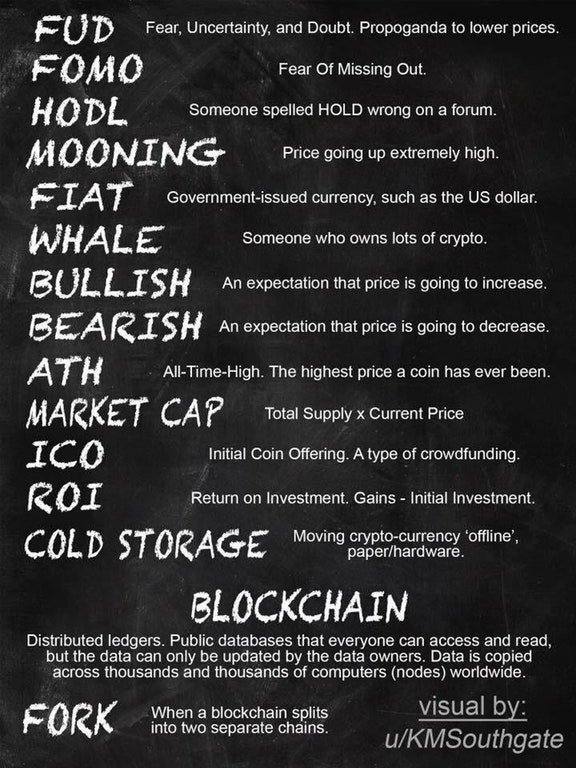 FUD Fear, Uncertainty, and Doubt. Propoganda to lower prices.
FOMO Fear Of Missing Out.
HODL Someone spelled HOLD wrong on a forum.
MOONING Price going up extremely high.
FIAT Government-issued currency, such as the US dollar.
WHALE Someone who owns lots of crypto.
BULLISH An expectation that price is going to increase.
BEARISH An expectation that price is going to decrease.
ATH All-Time-High. The highest price a coin has ever been.
MARKET CAP Total Supply x Current Price
ICO Initial Coin Offering. A type of crowdfunding.
ROI Return on Investment. Gains - Initial Investment.
COLD STORAGE Moving crypto-currency ‘offline’,
paper/hardware.
BLOCKCHAIN
Distributed ledgers. Public databases that everyone can access and read,
but the data can only be updated by the data owners. Data is copied
across thousands and thousands of computers (nodes) worldwide.
FORK When a blockchain splits
into two separate chains.
visual by:
u/KMSouthgate